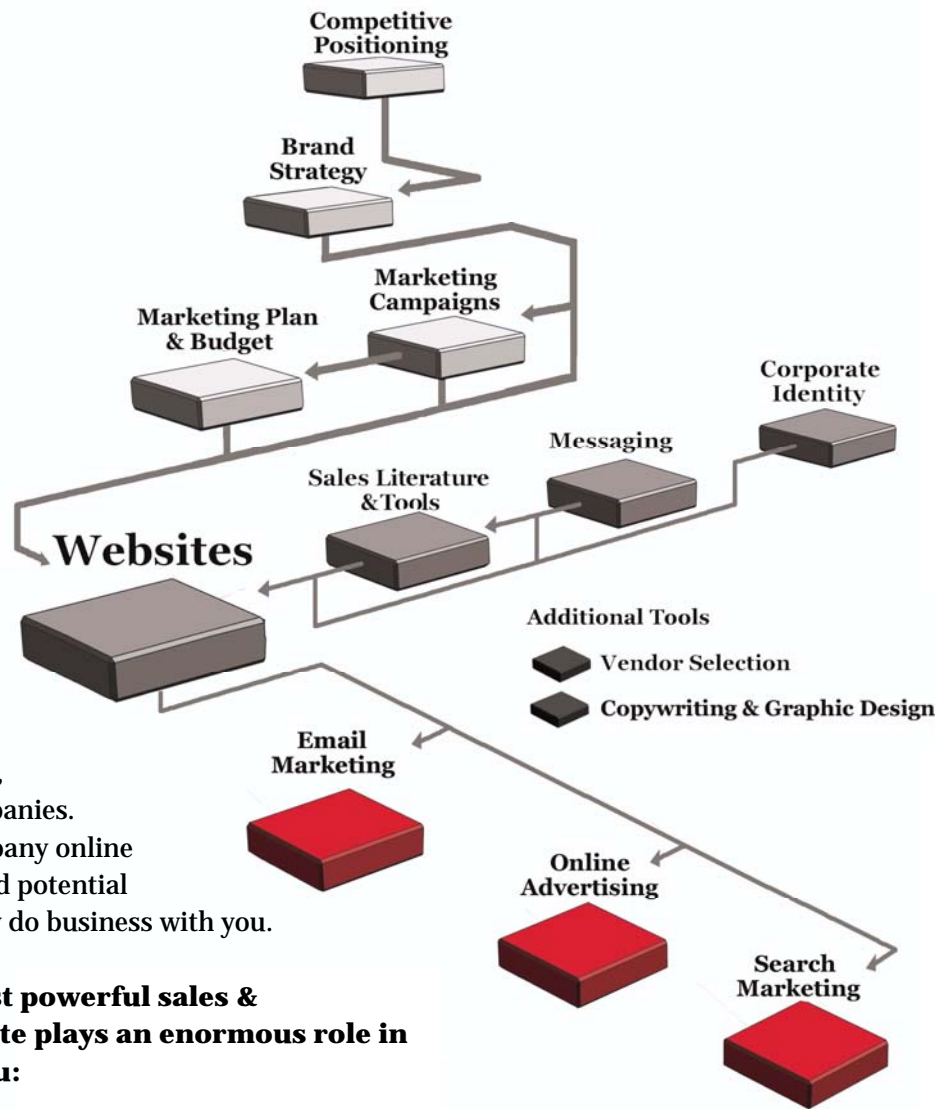 Competitive
Positioning
Brand
Strategy
Marketing
Campaigns
Marketing Plan
& Budget
Corporate
Identity
Messaging
Sales Literature
&Tools
Websites
Additional Tools
Vendor Selection
Copywriting & Graphic Design
Email
Marketing
,
panies.
pany online
d potential
do business with you.
Online
Advertising
Search
Marketing
st powerful sales &
te plays an enormous role in
u: